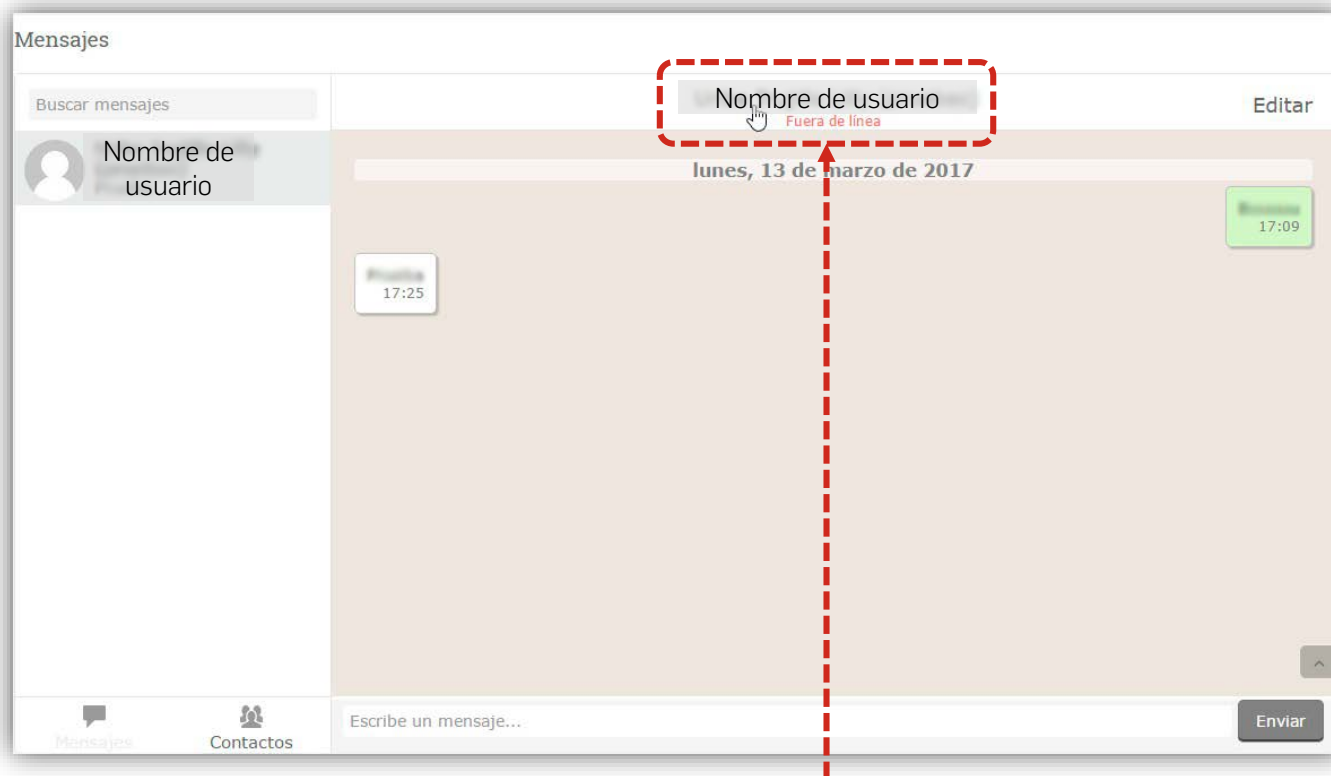 Mensajes
Buscar mensajes
Nombre de usuario
Editar
Fuera de línea
Nombre de
usuario
lunes, 13 de marzo de 2017
17:09
17:25
Mensajes
Contactos
Escribe un mensaje...
Enviar